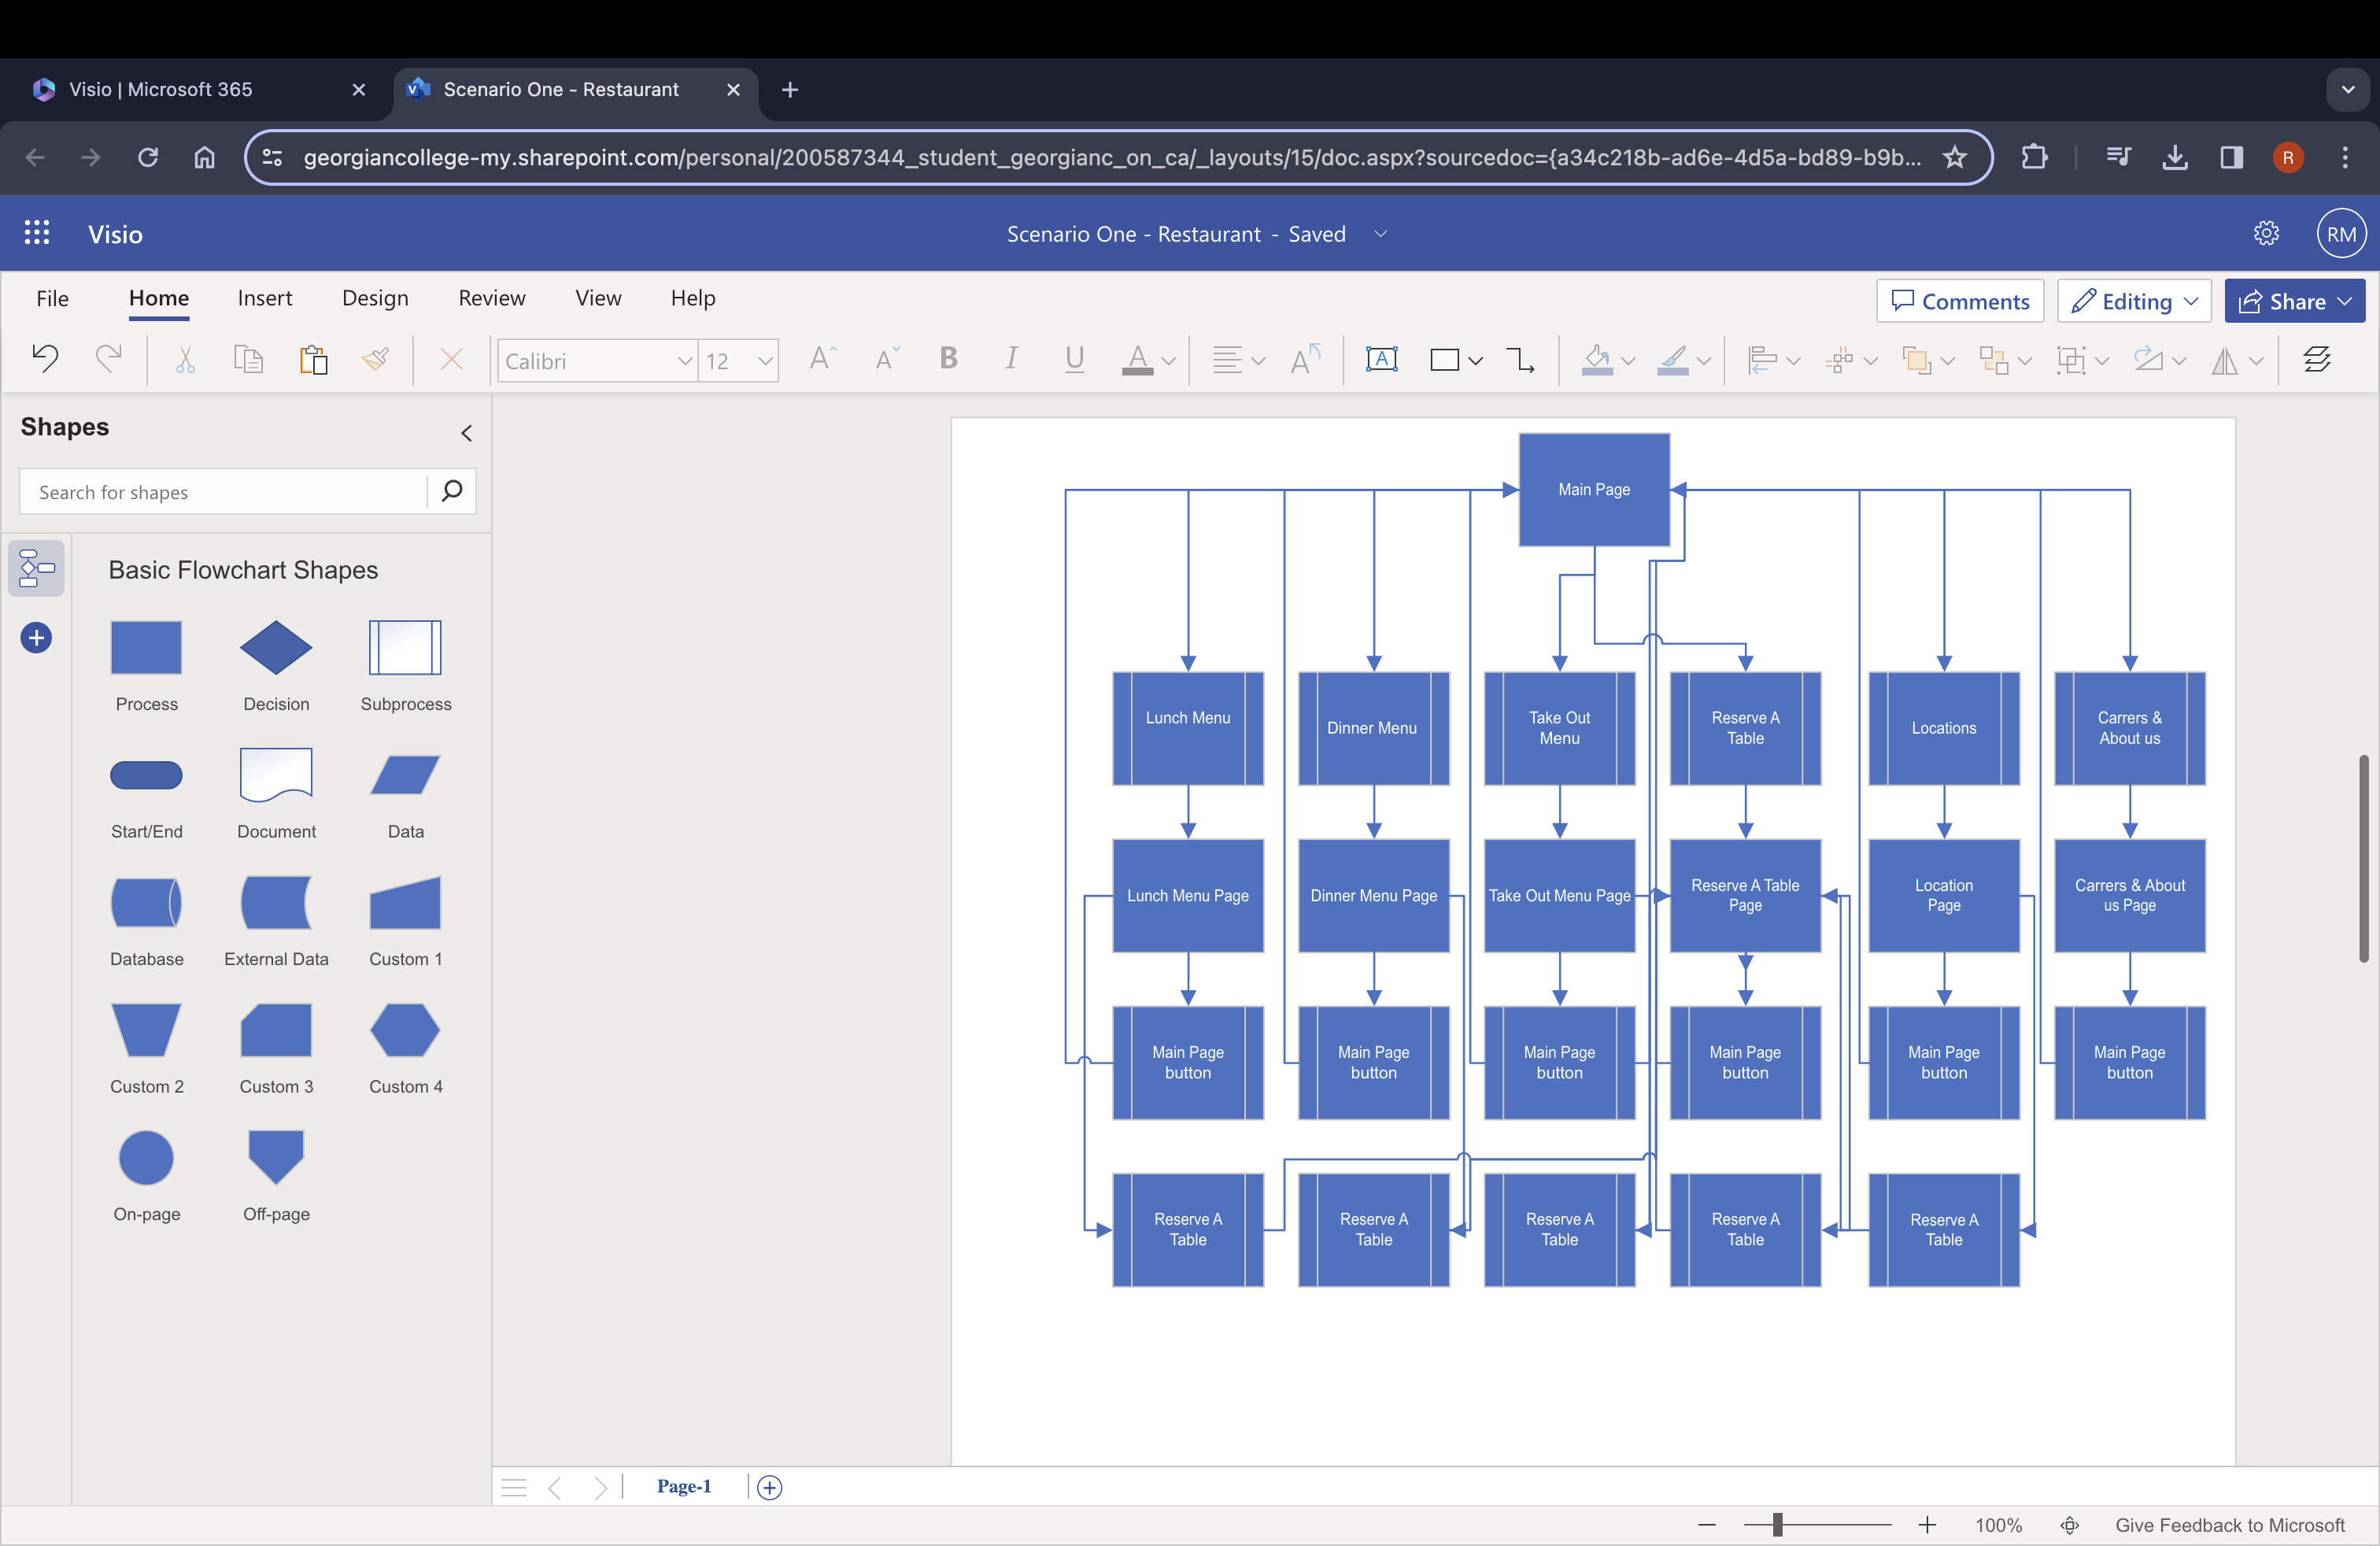 Visio | Microsoft 365
Scenario One - Restaurant
georgiancollege-my.sharepoint.com/personal/200587344_student_georgianc_on_ca/_layouts/15/doc.aspx?sourcedoc={a34c218b-ad6e-4d5a-bd89-b9b...
R
Visio
Scenario One - Restaurant - Saved
RM
File
Home
Insert
Design
Review
View
Help
Comments
Editing
Share
Calibri
12
Shapes
Search for shapes
Basic Flowchart Shapes
Process
Decision
Subprocess
Start/End
Document
Data
Database
External Data
Custom 1
Custom 2
Custom 3
Custom 4
On-page
Off-page
Main Page
Lunch Menu
Dinner Menu
Take Out
Menu
Reserve A
Table
Locations
Carrers &
About us
Lunch Menu Page
Dinner Menu Page
Take Out Menu Page
Reserve A Table
Page
Location
Page
Carrers & About
us Page
Main Page
button
Main Page
button
Main Page
button
Main Page
button
Main Page
button
Main Page
button
Reserve A
Table
Reserve A
Table
Reserve A
Table
Reserve A
Table
Reserve A
Table
Page-1
100%
Give Feedback to Microsoft